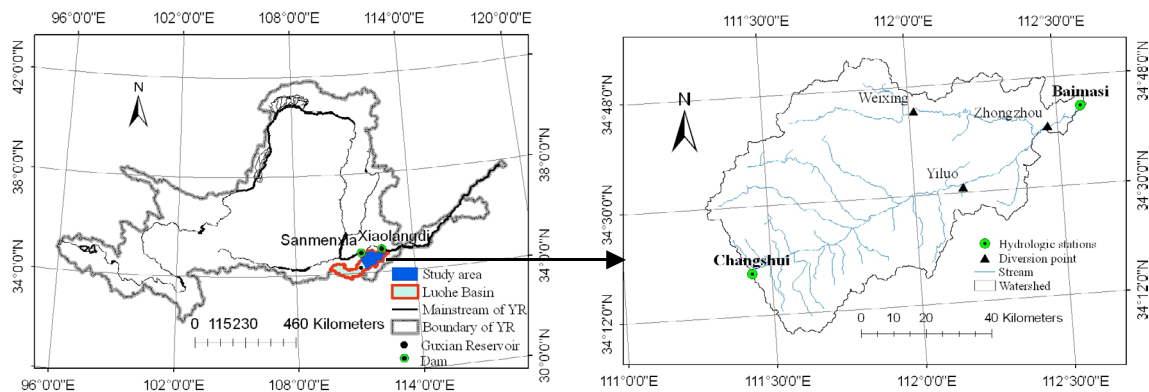 96°0'0"E 102°0'0"E 108°0'0"E 114°0'0"E 120°0'0"E
42°0'0"N
38°0'0"N
34°0'0"N
N
Sanmenxia Xiaolangdi
Study area
Luohe Basin
Mainstream of YR
Boundary of YR
Guxian Reservoir
Dam
0 115230 460 Kilometers
38°0'0"N
34°0'0"N
30°0'0"N
96°0'0"E 102°0'0"E 108°0'0"E 114°0'0"E
111°30'0"E 112°0'0"E 112°30'0"E
34°48'0"N
34°30'0"N
34°12'0"N
N
Weixing
Zhongzhou
Baimasi
Yiluo
Changshui
Hydrologic stations
Diversion point
Stream
Watershed
0 10 20 40 Kilometers
34°48'0"N
34°30'0"N
34°12'0"N
111°0'0"E 111°30'0"E 112°0'0"E 112°30'0"E